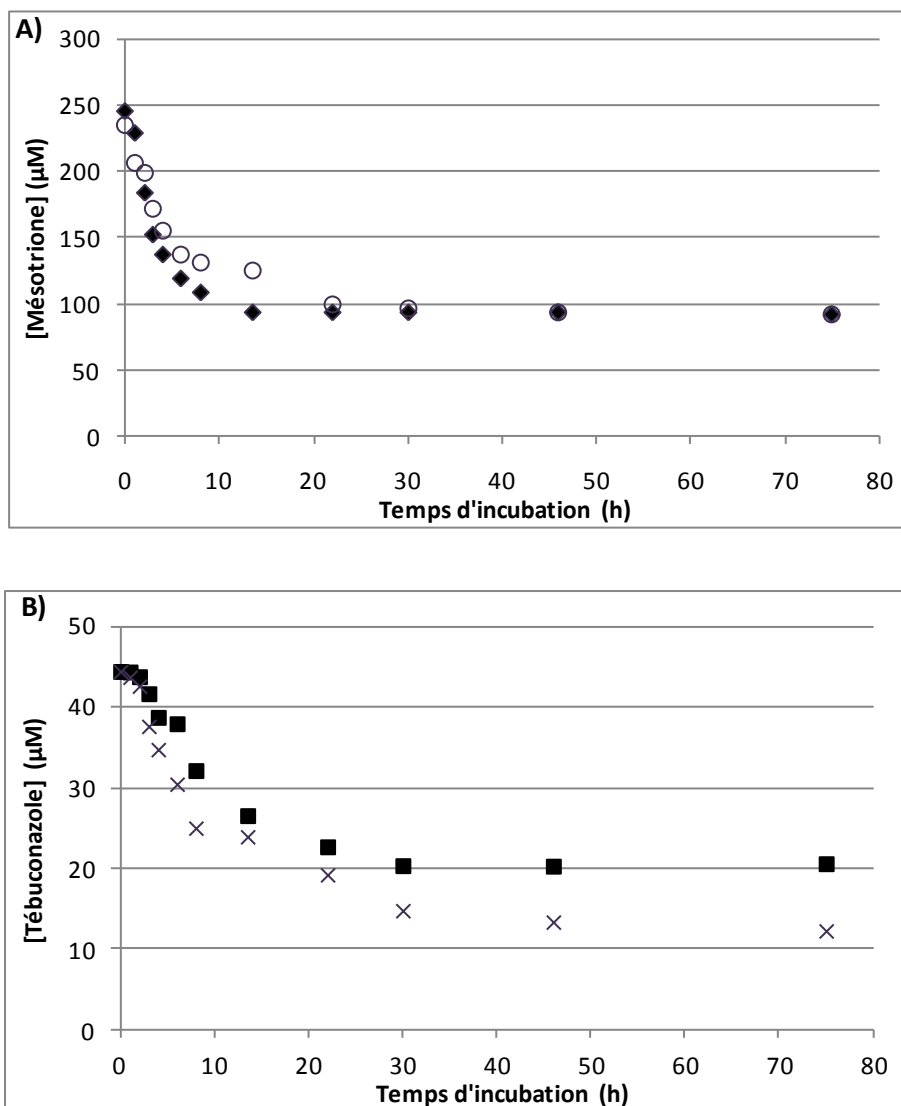 A)
[Mésotrione] (µM)
300
250
200
150
100
50
0
0 10 20 30 40 50 60 70 80
Temps d'incubation (h)
B)
[Tébuconazole] (µM)
50
40
30
20
10
0
0 10 20 30 40 50 60 70 80
Temps d'incubation (h)